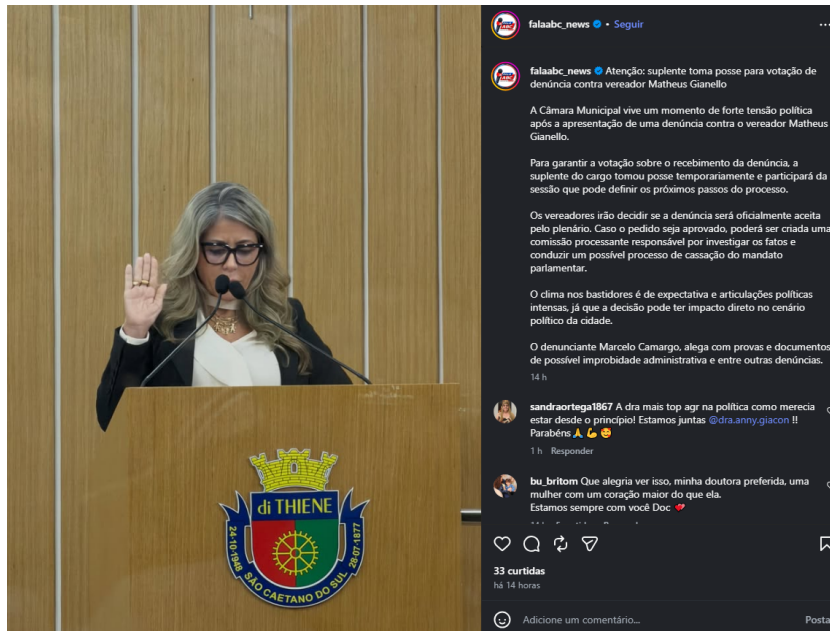 falaabc_news • Seguir
falaabc_news Atenção: suplente toma posse para votação de
denúncia contra vereador Matheus Gianello
A Câmara Municipal vive um momento de forte tensão política
após a apresentação de uma denúncia contra o vereador Matheus
Gianello.
Para garantir a votação sobre o recebimento da denúncia, a
suplente do cargo tomou posse temporariamente e participará da
sessão que pode definir os próximos passos do processo.
Os vereadores irão decidir se a denúncia será oficialmente aceita
pelo plenário. Caso o pedido seja aprovado, poderá ser criada uma
comissão processante responsável por investigar os fatos e
conduzir um possível processo de cassação do mandato
parlamentar.
O clima nos bastidores é de expectativa e articulações políticas
intensas, já que a decisão pode ter impacto direto no cenário
político da cidade.
O denunciante Marcelo Camargo, alega com provas e documentos
de possível improbidade administrativa e entre outras denúncias.
14 h
sandraortega1867 A dra mais top agr na política como merecia
estar desde o princípio! Estamos juntas @dra.anny.giacon !!
Parabéns 🙏 💪 🥰
1 h Responder
bu_britom Que alegria ver isso, minha doutora preferida, uma
mulher com um coração maior do que ela.
Estamos sempre com você Doc 💖
33 curtidas
há 14 horas
Adicione um comentário... Posta
di THIENE
24-10-1948
SÃO CAETANO DO SUL
28-07-1877